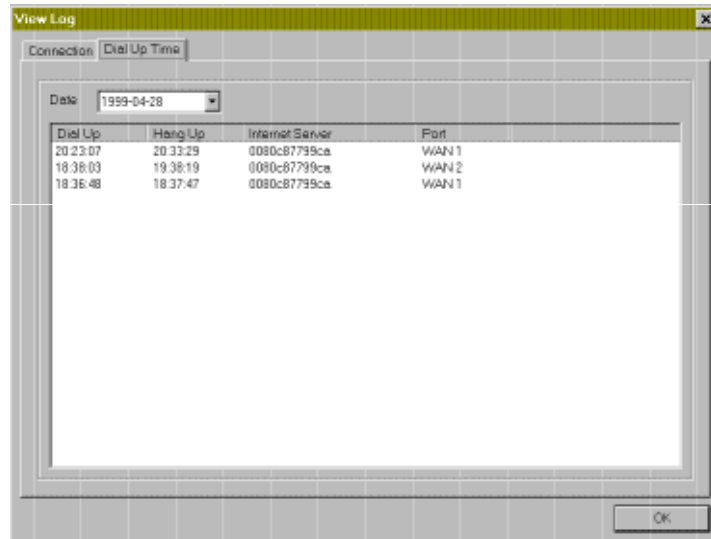 View Log
Connection Dial Up Time
Date 1999-04-28
Dial Up Hang Up Internet Server Port
20:23:07 20:33:29 0080c87799ca WAN 1
18:38:03 19:38:19 0080c87799ca WAN 2
18:36:48 18:37:47 0080c87799ca WAN 1
OK